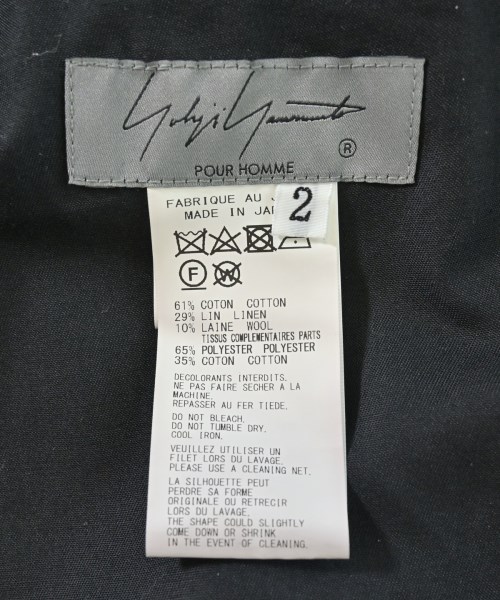 Yohji Yamamoto
®
POUR HOMME
2
FABRIQUE AU J
MADE IN JAP
F W
61% COTON COTTON
29% LIN LINEN
10% LAINE WOOL
TISSUS COMPLEMENTAIRES PARTS
65% POLYESTER POLYESTER
35% COTON COTTON
DECOLORANTS INTERDITS.
NE PAS FAIRE SECHER A LA
MACHINE.
REPASSER AU FER TIEDE.
DO NOT BLEACH.
DO NOT TUMBLE DRY.
COOL IRON.
VEUILLEZ UTILISER UN
FILET LORS DU LAVAGE.
PLEASE USE A CLEANING NET.
LA SILHOUETTE PEUT
PERDRE SA FORME
ORIGINALE OU RETRECIR
LORS DU LAVAGE.
THE SHAPE COULD SLIGHTLY
COME DOWN OR SHRINK
IN THE EVENT OF CLEANING.